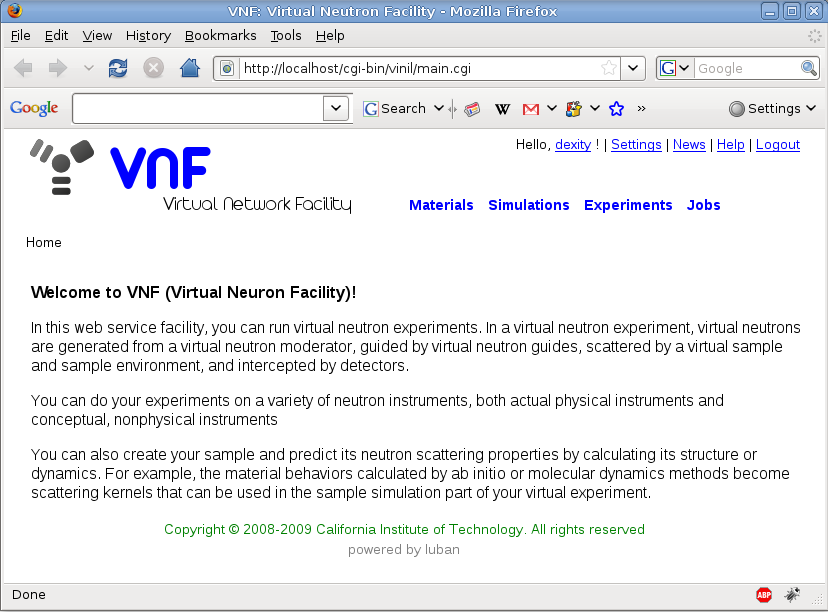 VNF: Virtual Neutron Facility - Mozilla Firefox
File Edit View History Bookmarks Tools Help
http://localhost/cgi-bin/vinil/main.cgi G Google
Google G Search W M » Settings
Hello, dexity ! | Settings | News | Help | Logout
VNF
Virtual Network Facility
Materials Simulations Experiments Jobs
Home
Welcome to VNF (Virtual Neuron Facility)!
In this web service facility, you can run virtual neutron experiments. In a virtual neutron experiment, virtual neutrons
are generated from a virtual neutron moderator, guided by virtual neutron guides, scattered by a virtual sample
and sample environment, and intercepted by detectors.
You can do your experiments on a variety of neutron instruments, both actual physical instruments and
conceptual, nonphysical instruments
You can also create your sample and predict its neutron scattering properties by calculating its structure or
dynamics. For example, the material behaviors calculated by ab initio or molecular dynamics methods become
scattering kernels that can be used in the sample simulation part of your virtual experiment.
Copyright © 2008-2009 California Institute of Technology. All rights reserved
powered by luban
Done ABP